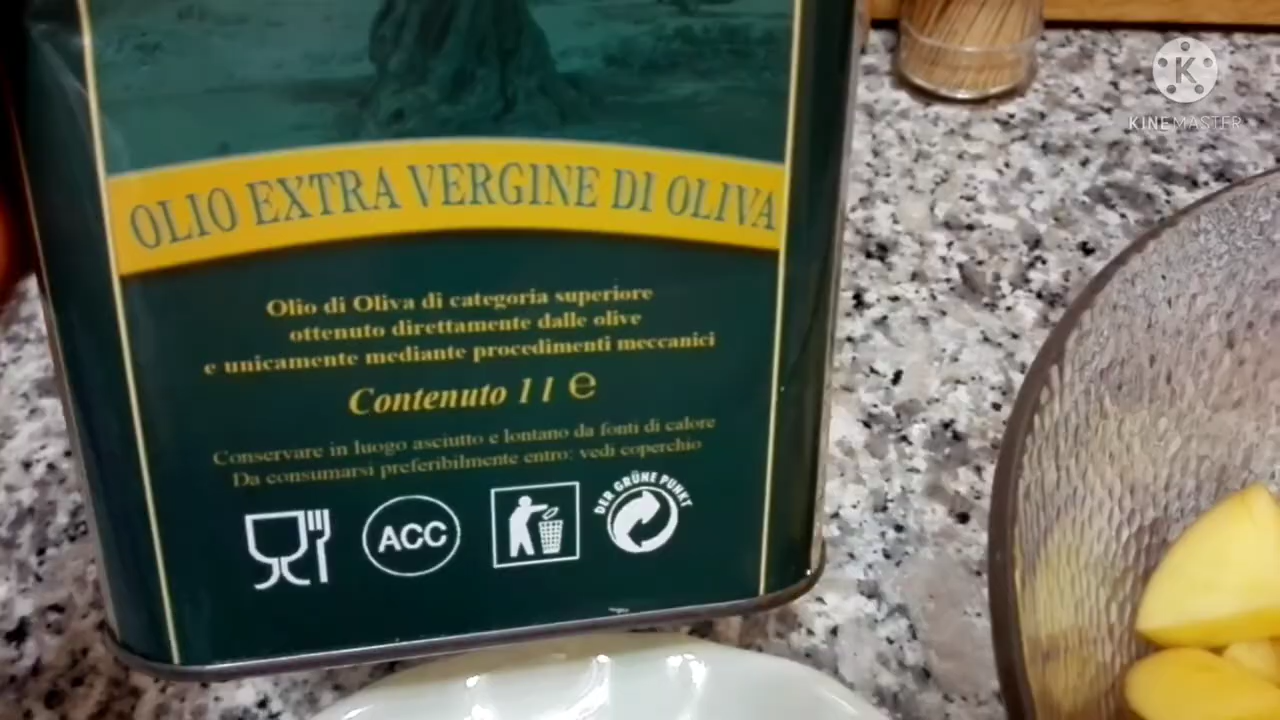 OLIO EXTRA VERGINE DI OLIVA
Olio di Oliva di categoria superiore
ottenuto direttamente dalle olive
e unicamente mediante procedimenti meccanici
Contenuto 1 l ℮
Conservare in luogo asciutto e lontano da fonti di calore
Da consumarsi preferibilmente entro: vedi coperchio
ACC
DER GRÜNE PUNKT
K
KINEMASTER